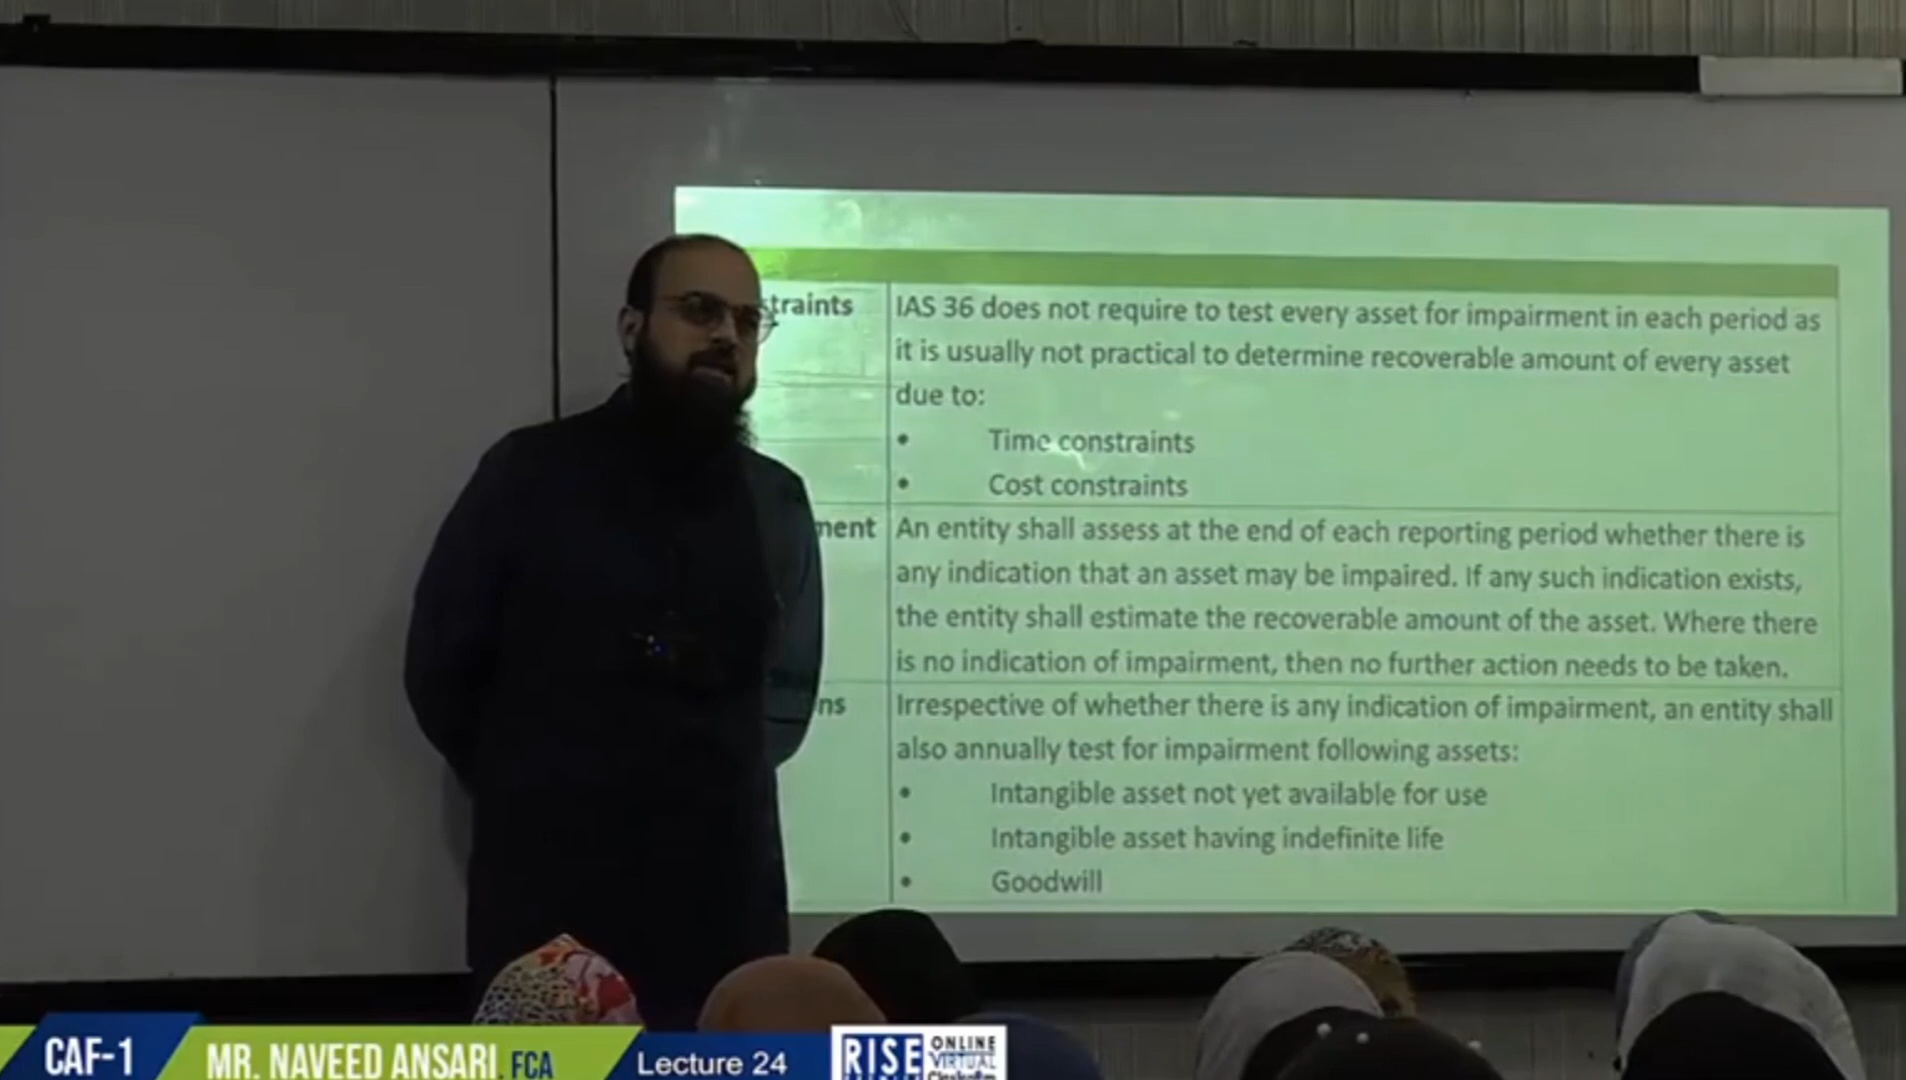 straints
IAS 36 does not require to test every asset for impairment in each period as
it is usually not practical to determine recoverable amount of every asset
due to:
• Time constraints
• Cost constraints
ment
An entity shall assess at the end of each reporting period whether there is
any indication that an asset may be impaired. If any such indication exists,
the entity shall estimate the recoverable amount of the asset. Where there
is no indication of impairment, then no further action needs to be taken.
ns
Irrespective of whether there is any indication of impairment, an entity shall
also annually test for impairment following assets:
• Intangible asset not yet available for use
• Intangible asset having indefinite life
• Goodwill
CAF-1
MR. NAVEED ANSARI, FCA
Lecture 24
RISE
ONLINE
VIRTUAL